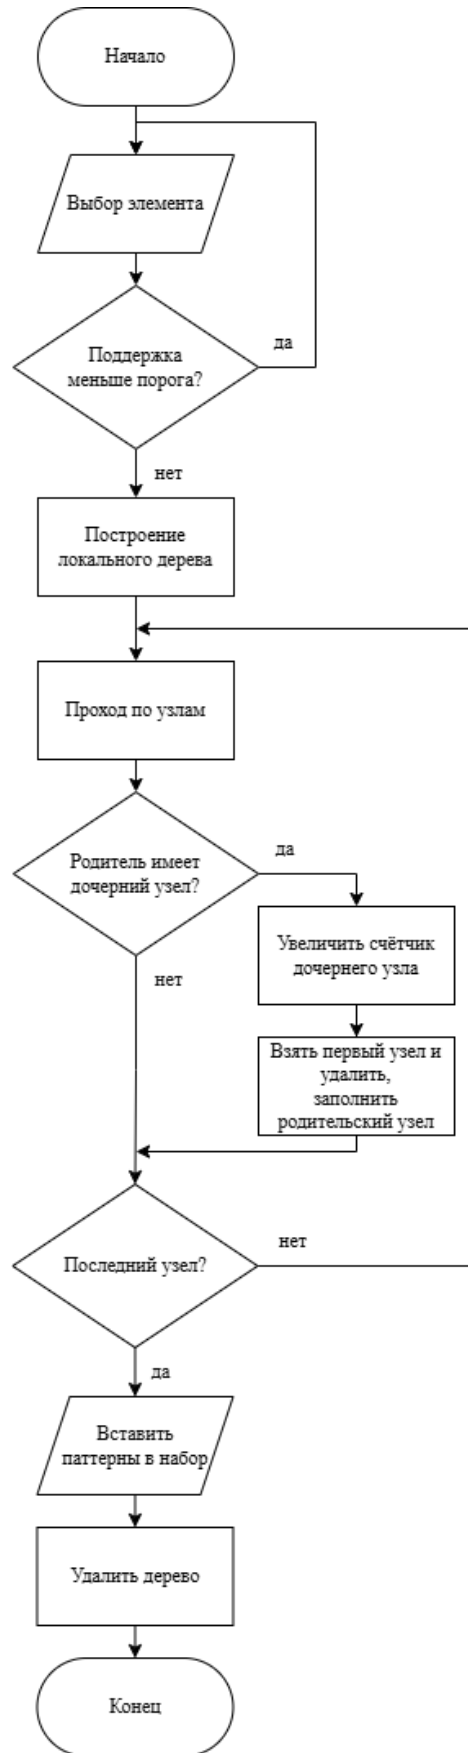 Начало
Выбор элемента
Поддержка
меньше порога?
да
нет
Построение
локального дерева
Проход по узлам
Родитель имеет
дочерний узел?
да
Увеличить счётчик
дочернего узла
нет
Взять первый узел и
удалить,
заполнить
родительский узел
Последний узел?
нет
да
Вставить
паттерны в набор
Удалить дерево
Конец